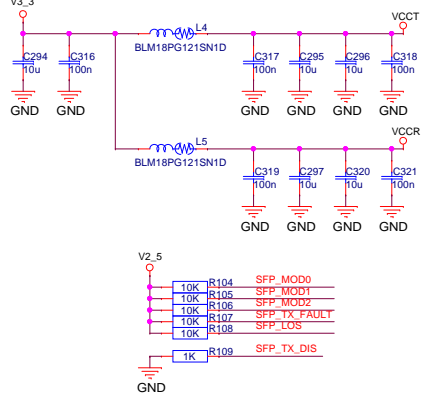 V3_3
L4
VCCT
BLM18PG121SN1D
C294
10u
C316
100n
C317
100n
C295
10u
C296
10u
C318
100n
GND GND GND GND GND GND
L5
VCCR
BLM18PG121SN1D
C319
100n
C297
10u
C320
10u
C321
100n
GND GND GND GND
V2_5
10K R104 SFP_MOD0
10K R105 SFP_MOD1
10K R106 SFP_MOD2
10K R107 SFP_TX_FAULT
10K R108 SFP_LOS
1K R109 SFP_TX_DIS
GND